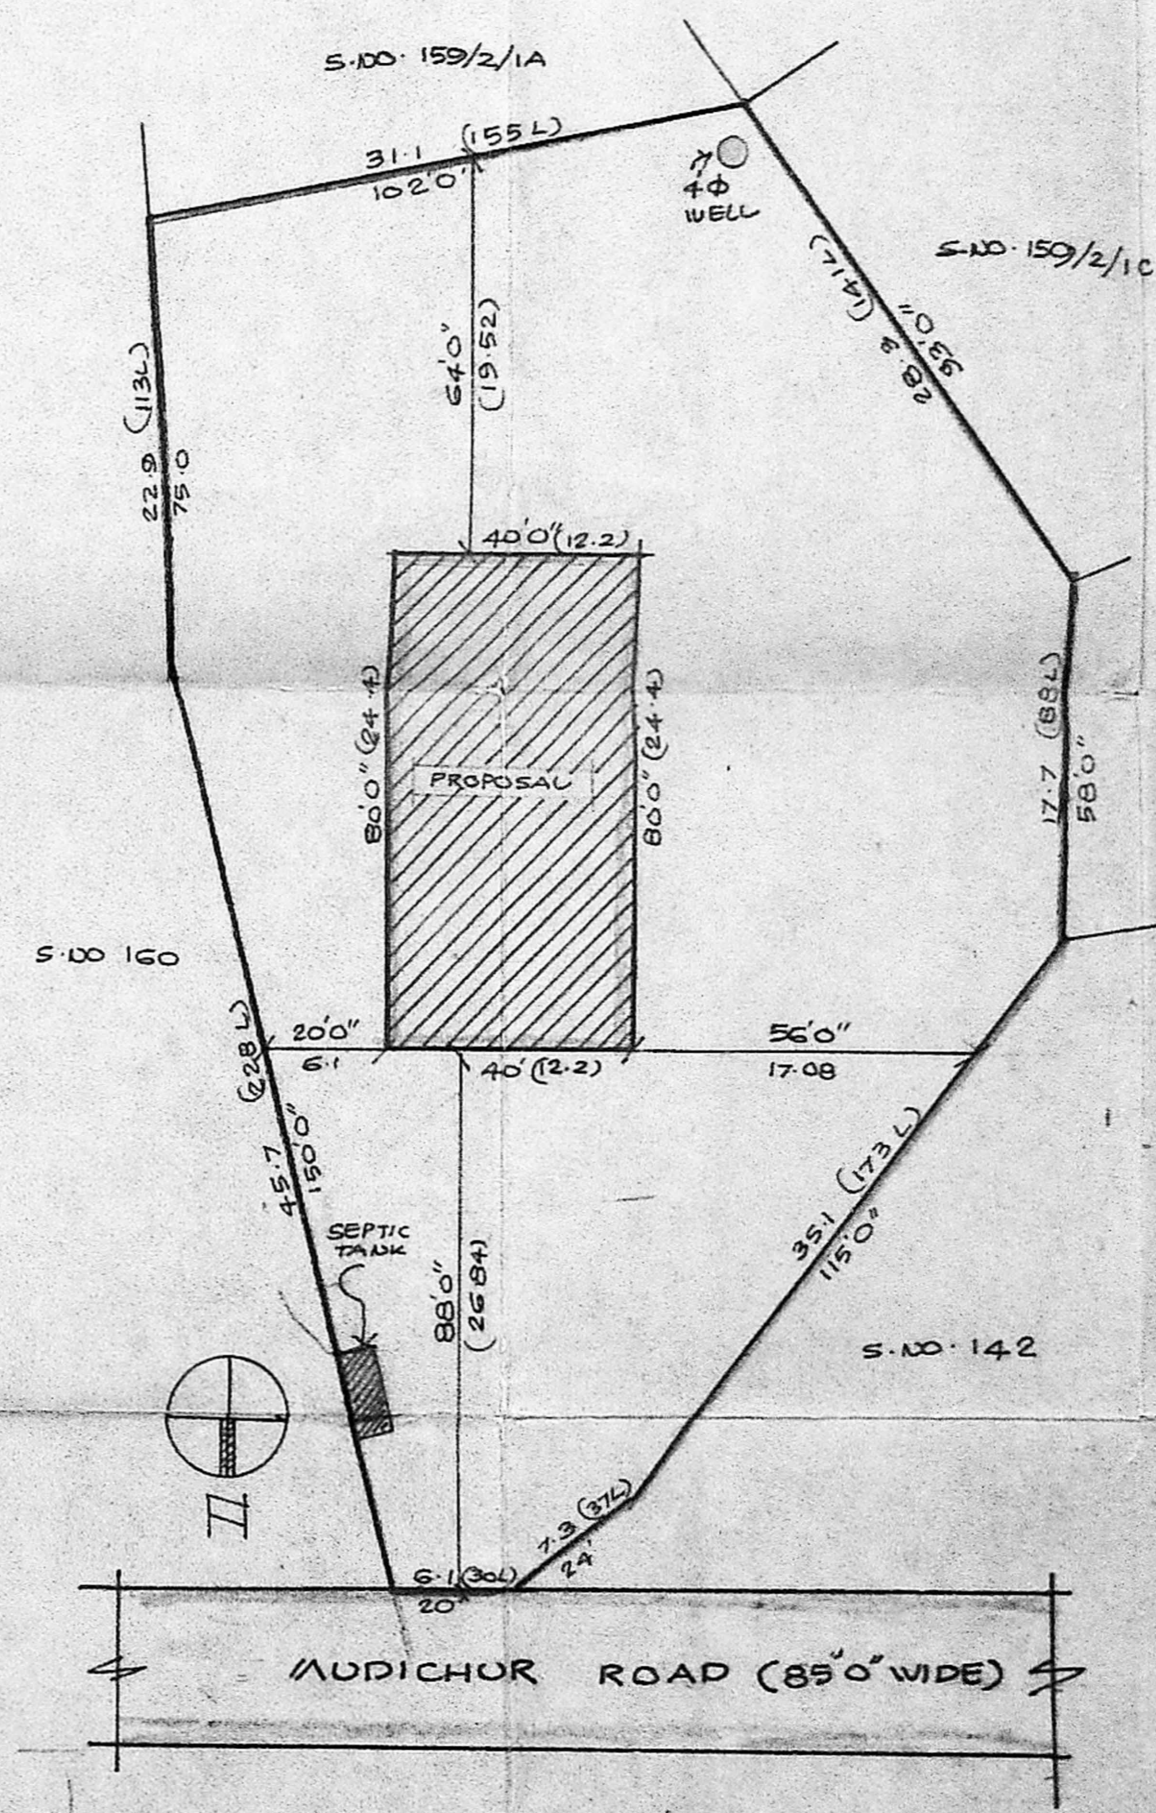 S.NO. 159/2/1A
31.1 (155 L)
102'0"
4'Φ
WELL
S.NO. 159/2/1C
(141L)
28.3
93'0"
64'0"
(19.52)
(113L)
22.9
75.0
40'0"(12.2)
80'0" (24.4)
80'0" (24.4)
PROPOSAL
17.7 (88L)
58'0"
S.NO 160
20'0"
6.1
40' (12.2)
56'0"
17.08
(228 L)
45.7
150'0"
(173 L)
35.1
115'0"
SEPTIC
TANK
88'0"
(26 84)
S.NO. 142
7.3 (37L)
24'
6.1 (30L)
20'
MUDICHUR ROAD (85'0" WIDE)